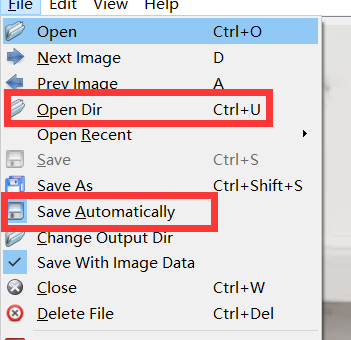 File Edit View Help
Open Ctrl+O
Next Image D
Prev Image A
Open Dir Ctrl+U
Open Recent
Save Ctrl+S
Save As Ctrl+Shift+S
Save Automatically
Change Output Dir
Save With Image Data
Close Ctrl+W
Delete File Ctrl+Del